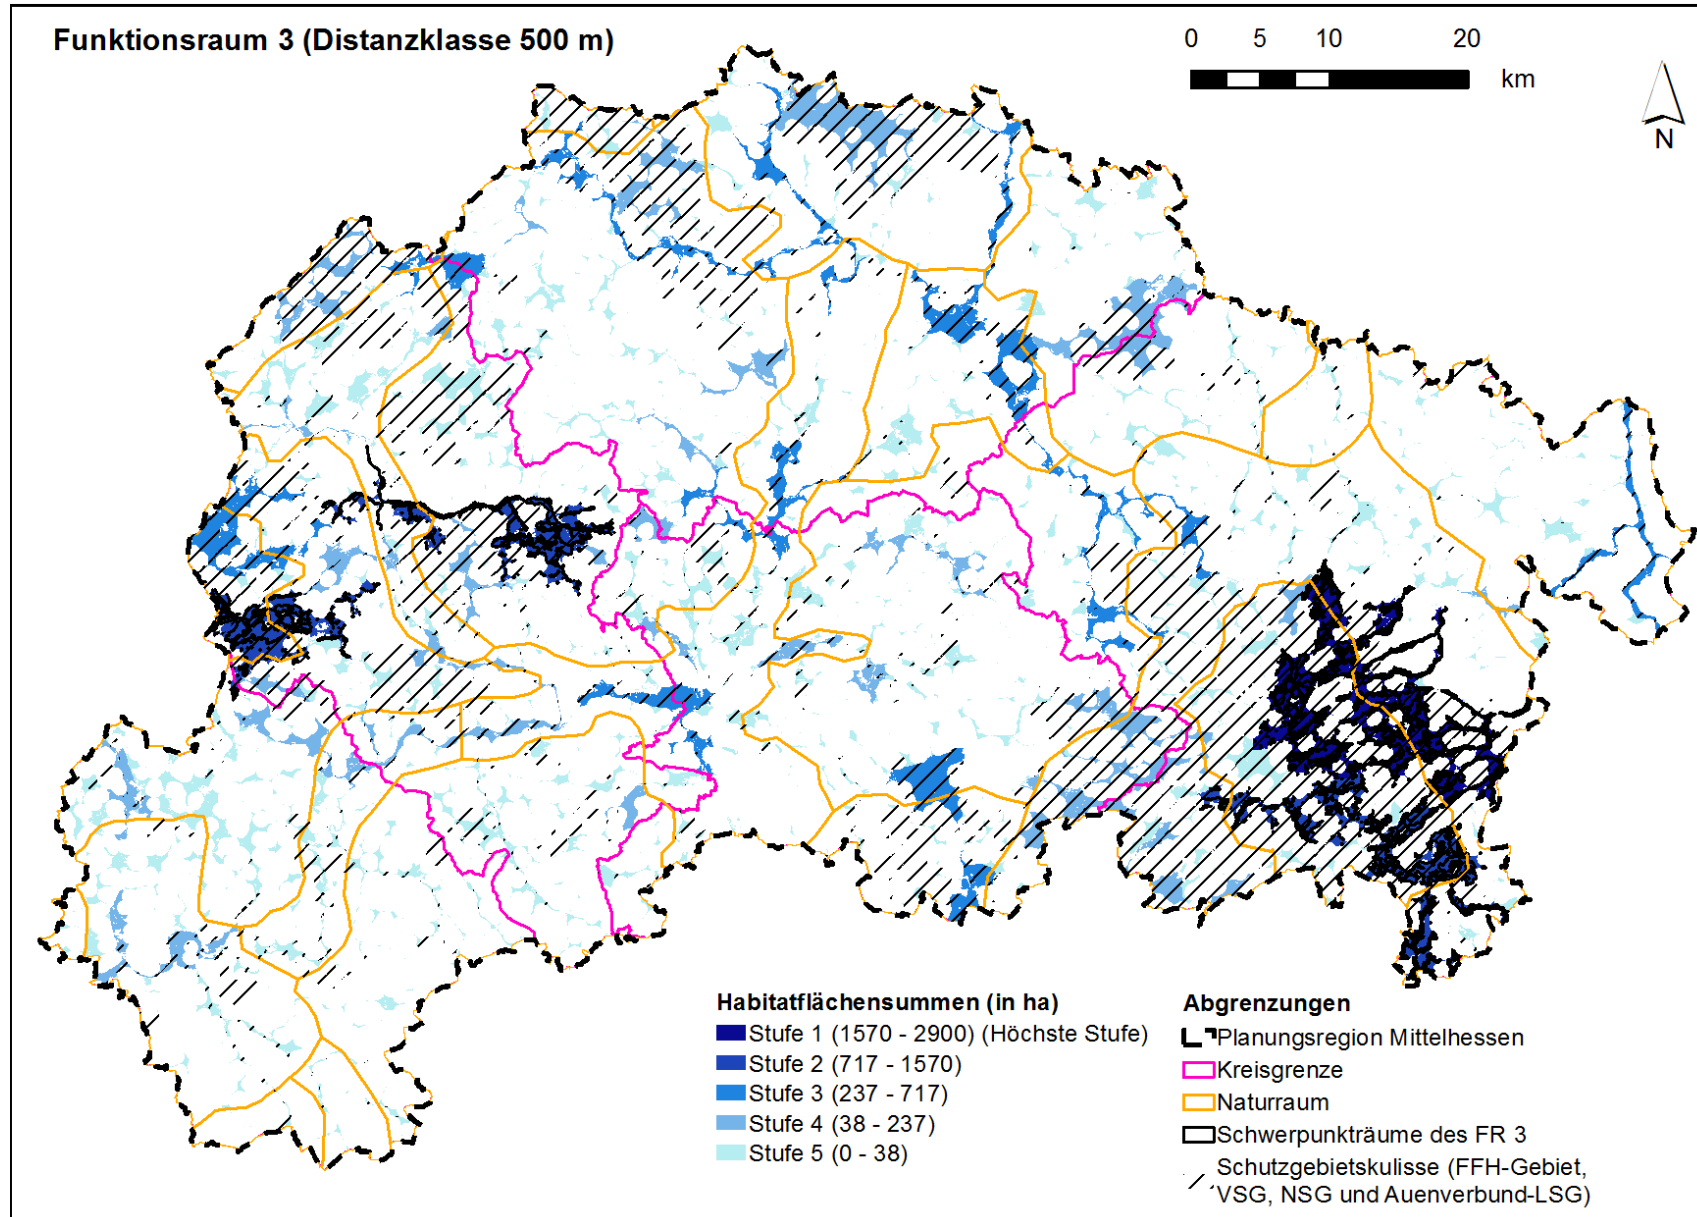 Funktionsraum 3 (Distanzklasse 500 m)
0 5 10 20
km
N
Habitatflächensummen (in ha)
Stufe 1 (1570 - 2900) (Höchste Stufe)
Stufe 2 (717 - 1570)
Stufe 3 (237 - 717)
Stufe 4 (38 - 237)
Stufe 5 (0 - 38)
Abgrenzungen
Planungsregion Mittelhessen
Kreisgrenze
Naturraum
Schwerpunkträume des FR 3
Schutzgebietskulisse (FFH-Gebiet,
VSG, NSG und Auenverbund-LSG)